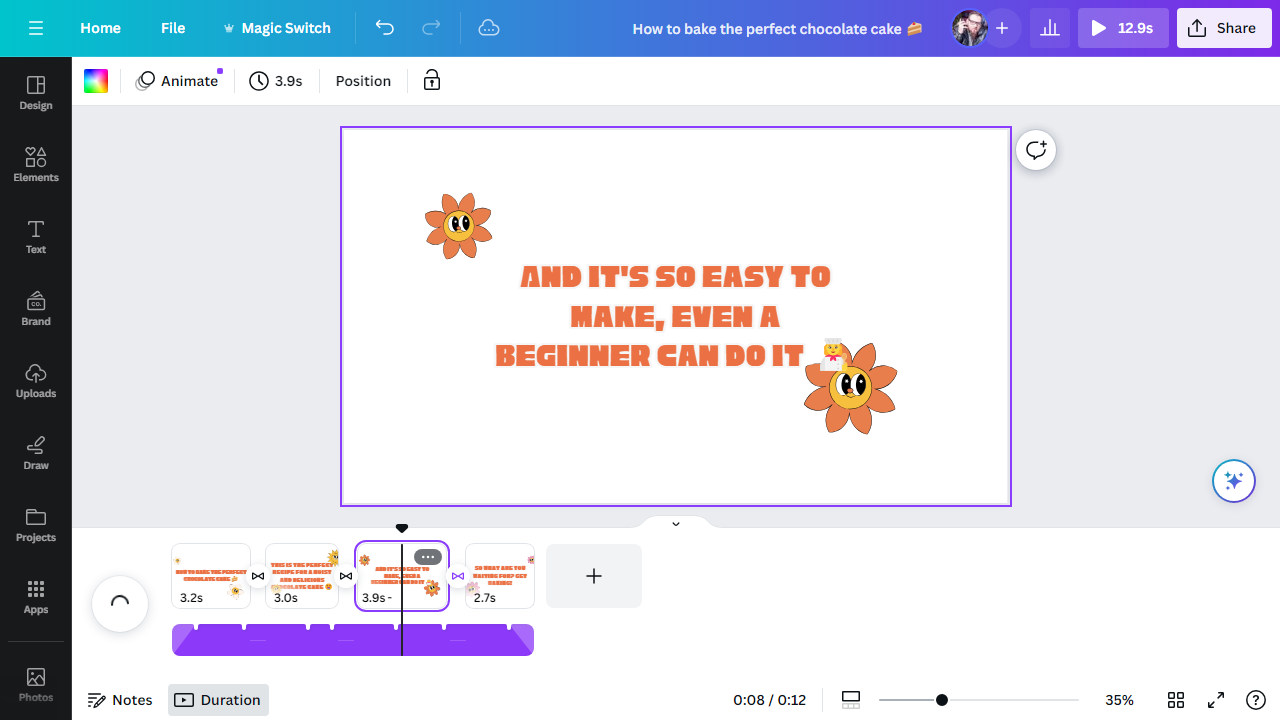 Home
File
Magic Switch
How to bake the perfect chocolate cake 🍰
12.9s
Share
Design
Animate
3.9s
Position
Elements
Text
Brand
CO.
Uploads
Draw
Projects
Apps
Photos
AND IT'S SO EASY TO
MAKE, EVEN A
BEGINNER CAN DO IT 🧑‍🍳
HOW TO BAKE THE PERFECT
CHOCOLATE CAKE
THIS IS THE PERFECT
RECIPE FOR A MOIST
AND DELICIOUS
CHOCOLATE CAKE
AND IT'S SO EASY TO
MAKE, EVEN A
BEGINNER CAN DO IT
SO WHAT ARE YOU
WAITING FOR? GET
BAKING!
3.2s
3.0s
3.9s -
2.7s
Notes
Duration
0:08 / 0:12
35%